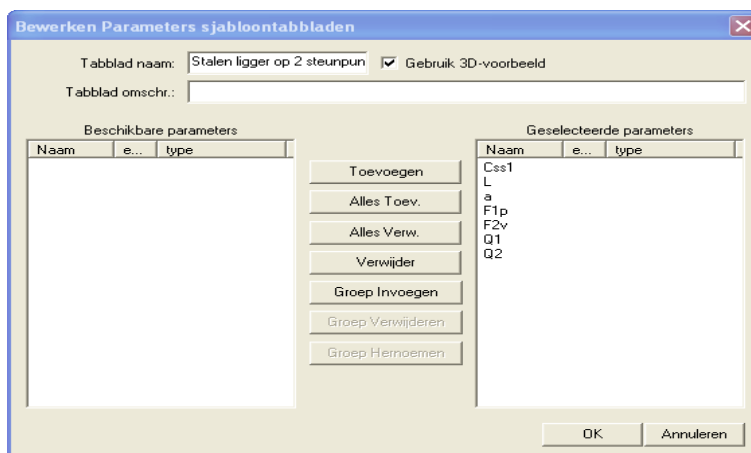 Bewerken Parameters sjabloontabbladen
Tabblad naam: Stalen ligger op 2 steunpun Gebruik 3D-voorbeeld
Tabblad omschr.:
Beschikbare parameters
Naam e... type
Toevoegen
Alles Toev.
Alles Verw.
Verwijder
Groep Invoegen
Groep Verwijderen
Groep Hernoemen
Geselecteerde parameters
Naam e... type
Css1
L
a
F1p
F2v
Q1
Q2
OK Annuleren